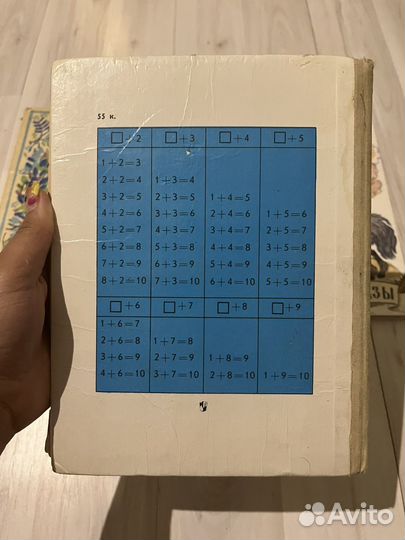 55 к.
□+2 □+3 □+4 □+5
1+2=3
2+2=4 1+3=4
3+2=5 2+3=5 1+4=5
4+2=6 3+3=6 2+4=6 1+5=6
5+2=7 4+3=7 3+4=7 2+5=7
6+2=8 5+3=8 4+4=8 3+5=8
7+2=9 6+3=9 5+4=9 4+5=9
8+2=10 7+3=10 6+4=10 5+5=10
□+6 □+7 □+8 □+9
1+6=7
2+6=8 1+7=8
3+6=9 2+7=9 1+8=9
4+6=10 3+7=10 2+8=10 1+9=10
Avito